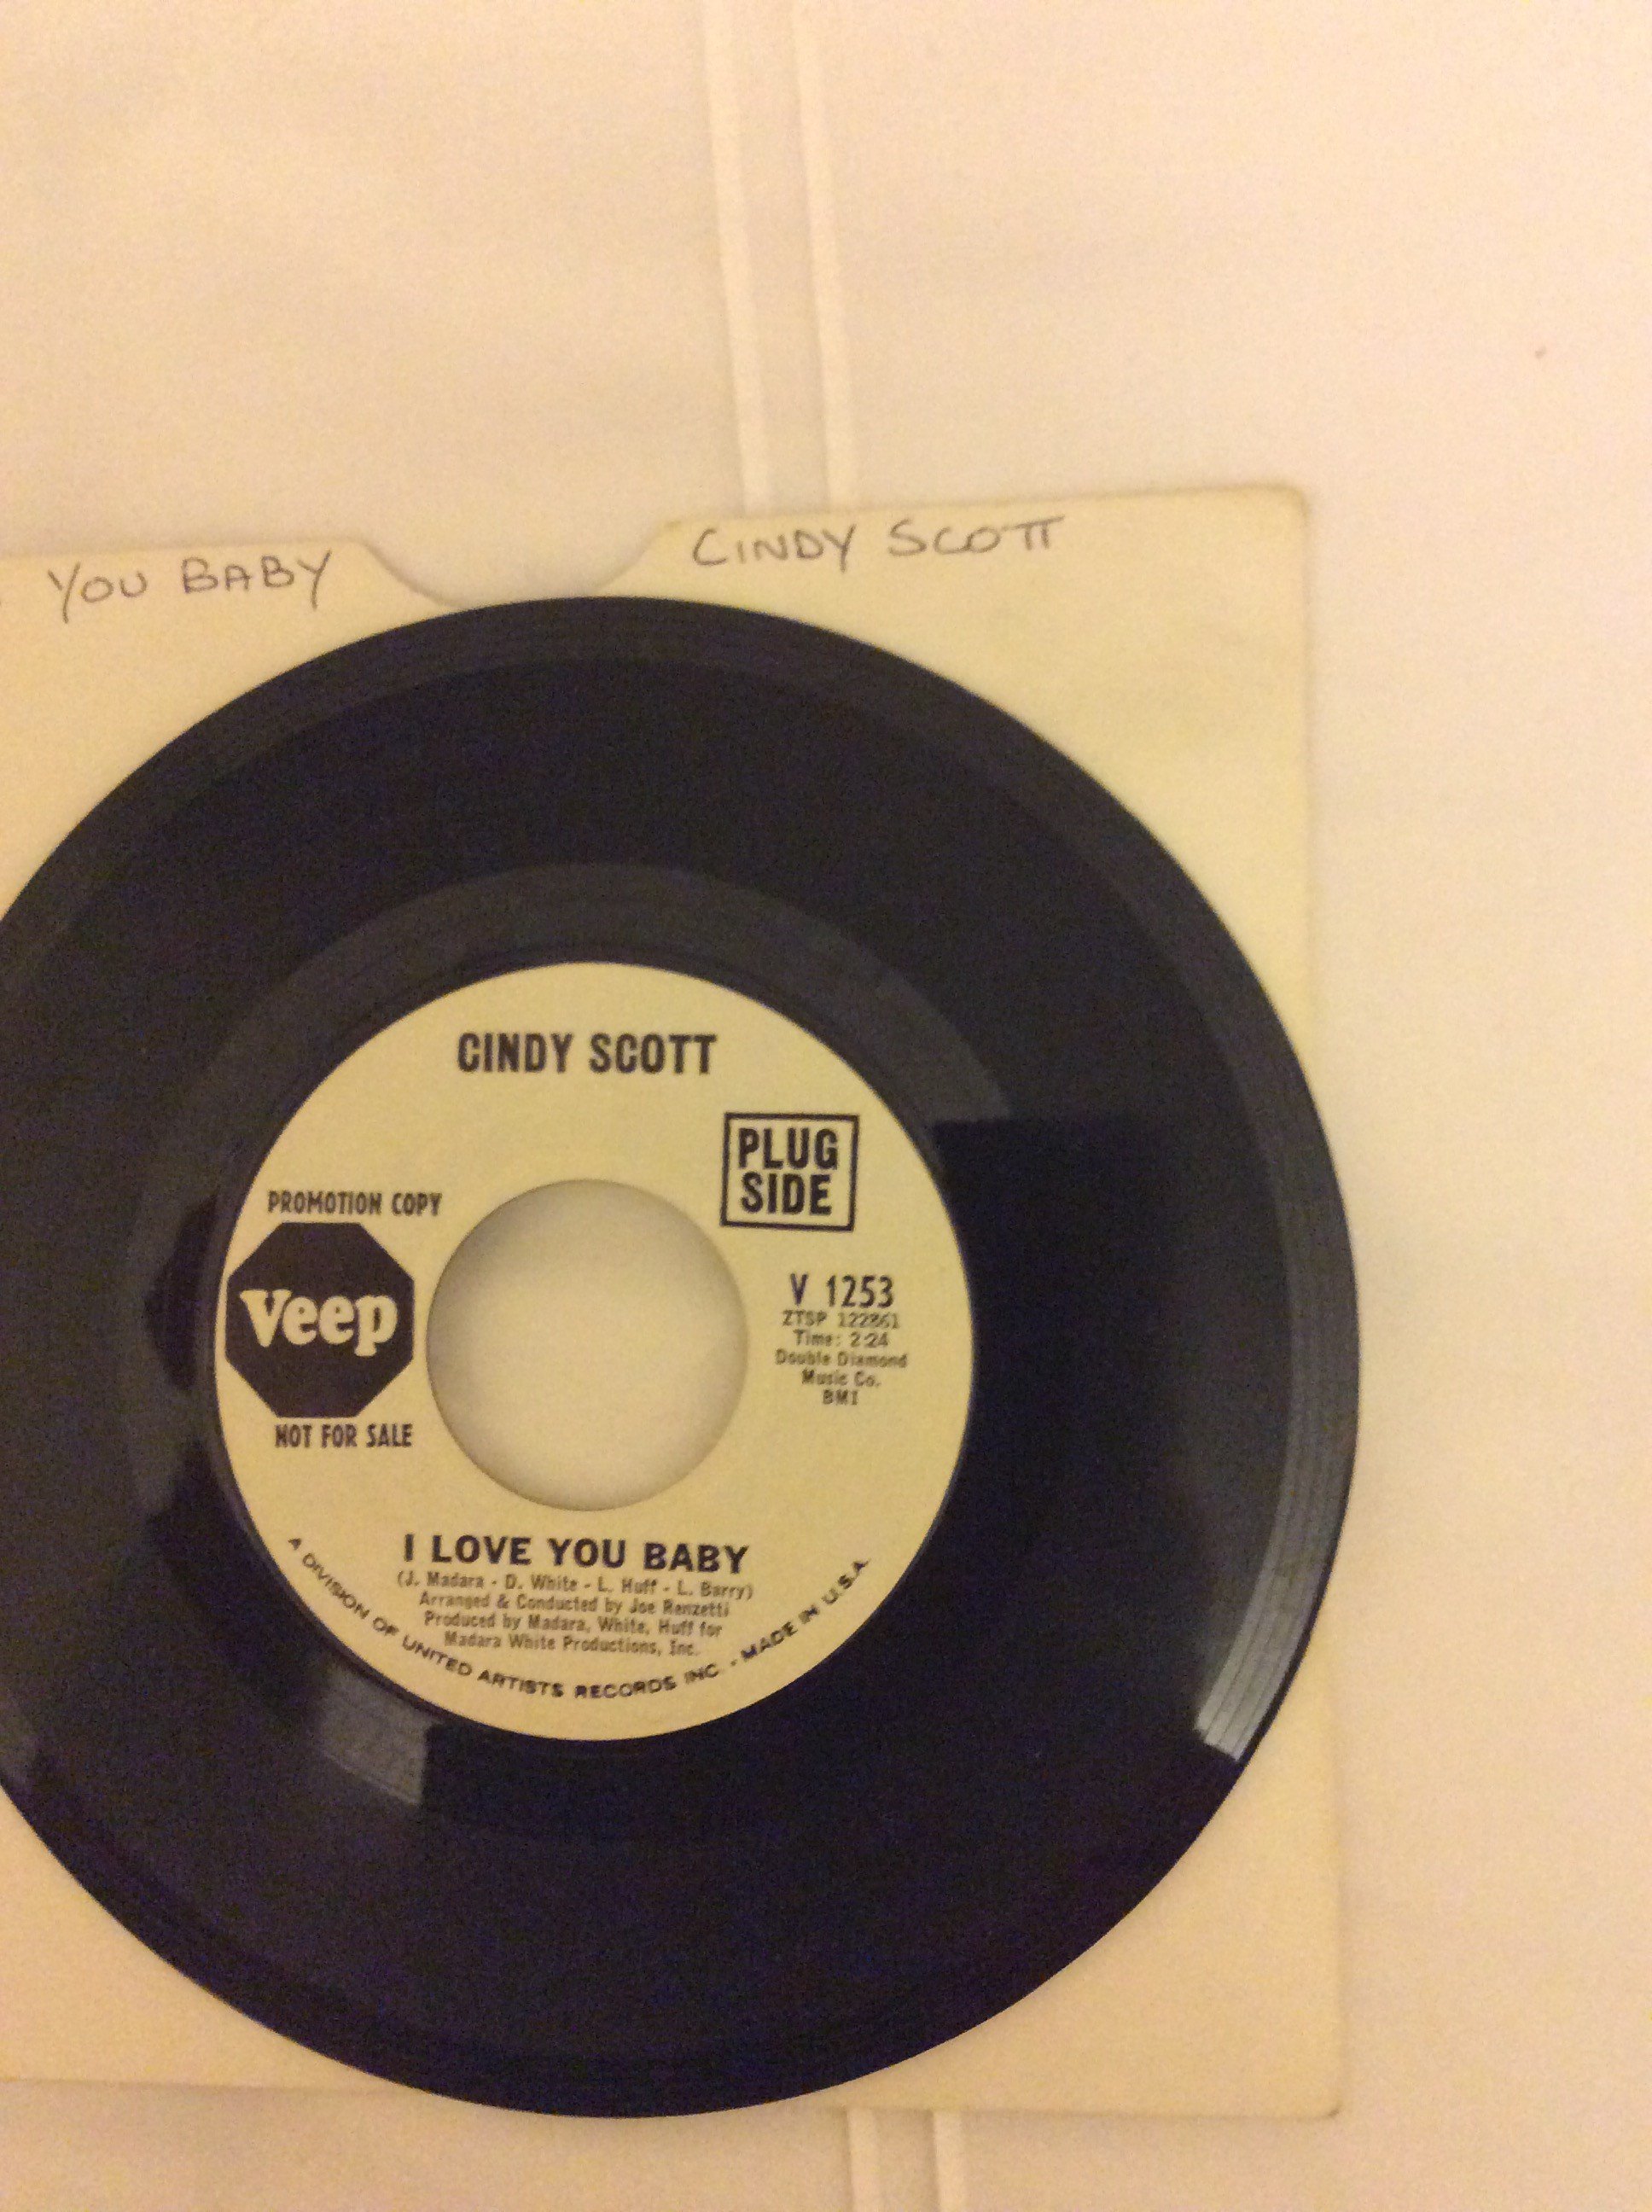 YOU BABY
CINDY SCOTT
CINDY SCOTT
PLUG
SIDE
PROMOTION COPY
Veep
NOT FOR SALE
V 1253
ZTSP 122861
Time: 2:24
Double Diamond
Music Co.
BMI
I LOVE YOU BABY
(J. Madara - D. White - L. Huff - L. Barry)
Arranged & Conducted by Joe Renzetti
Produced by Madara, White, Huff for
Madara White Productions, Inc.
A DIVISION OF UNITED ARTISTS RECORDS INC. - MADE IN U.S.A.